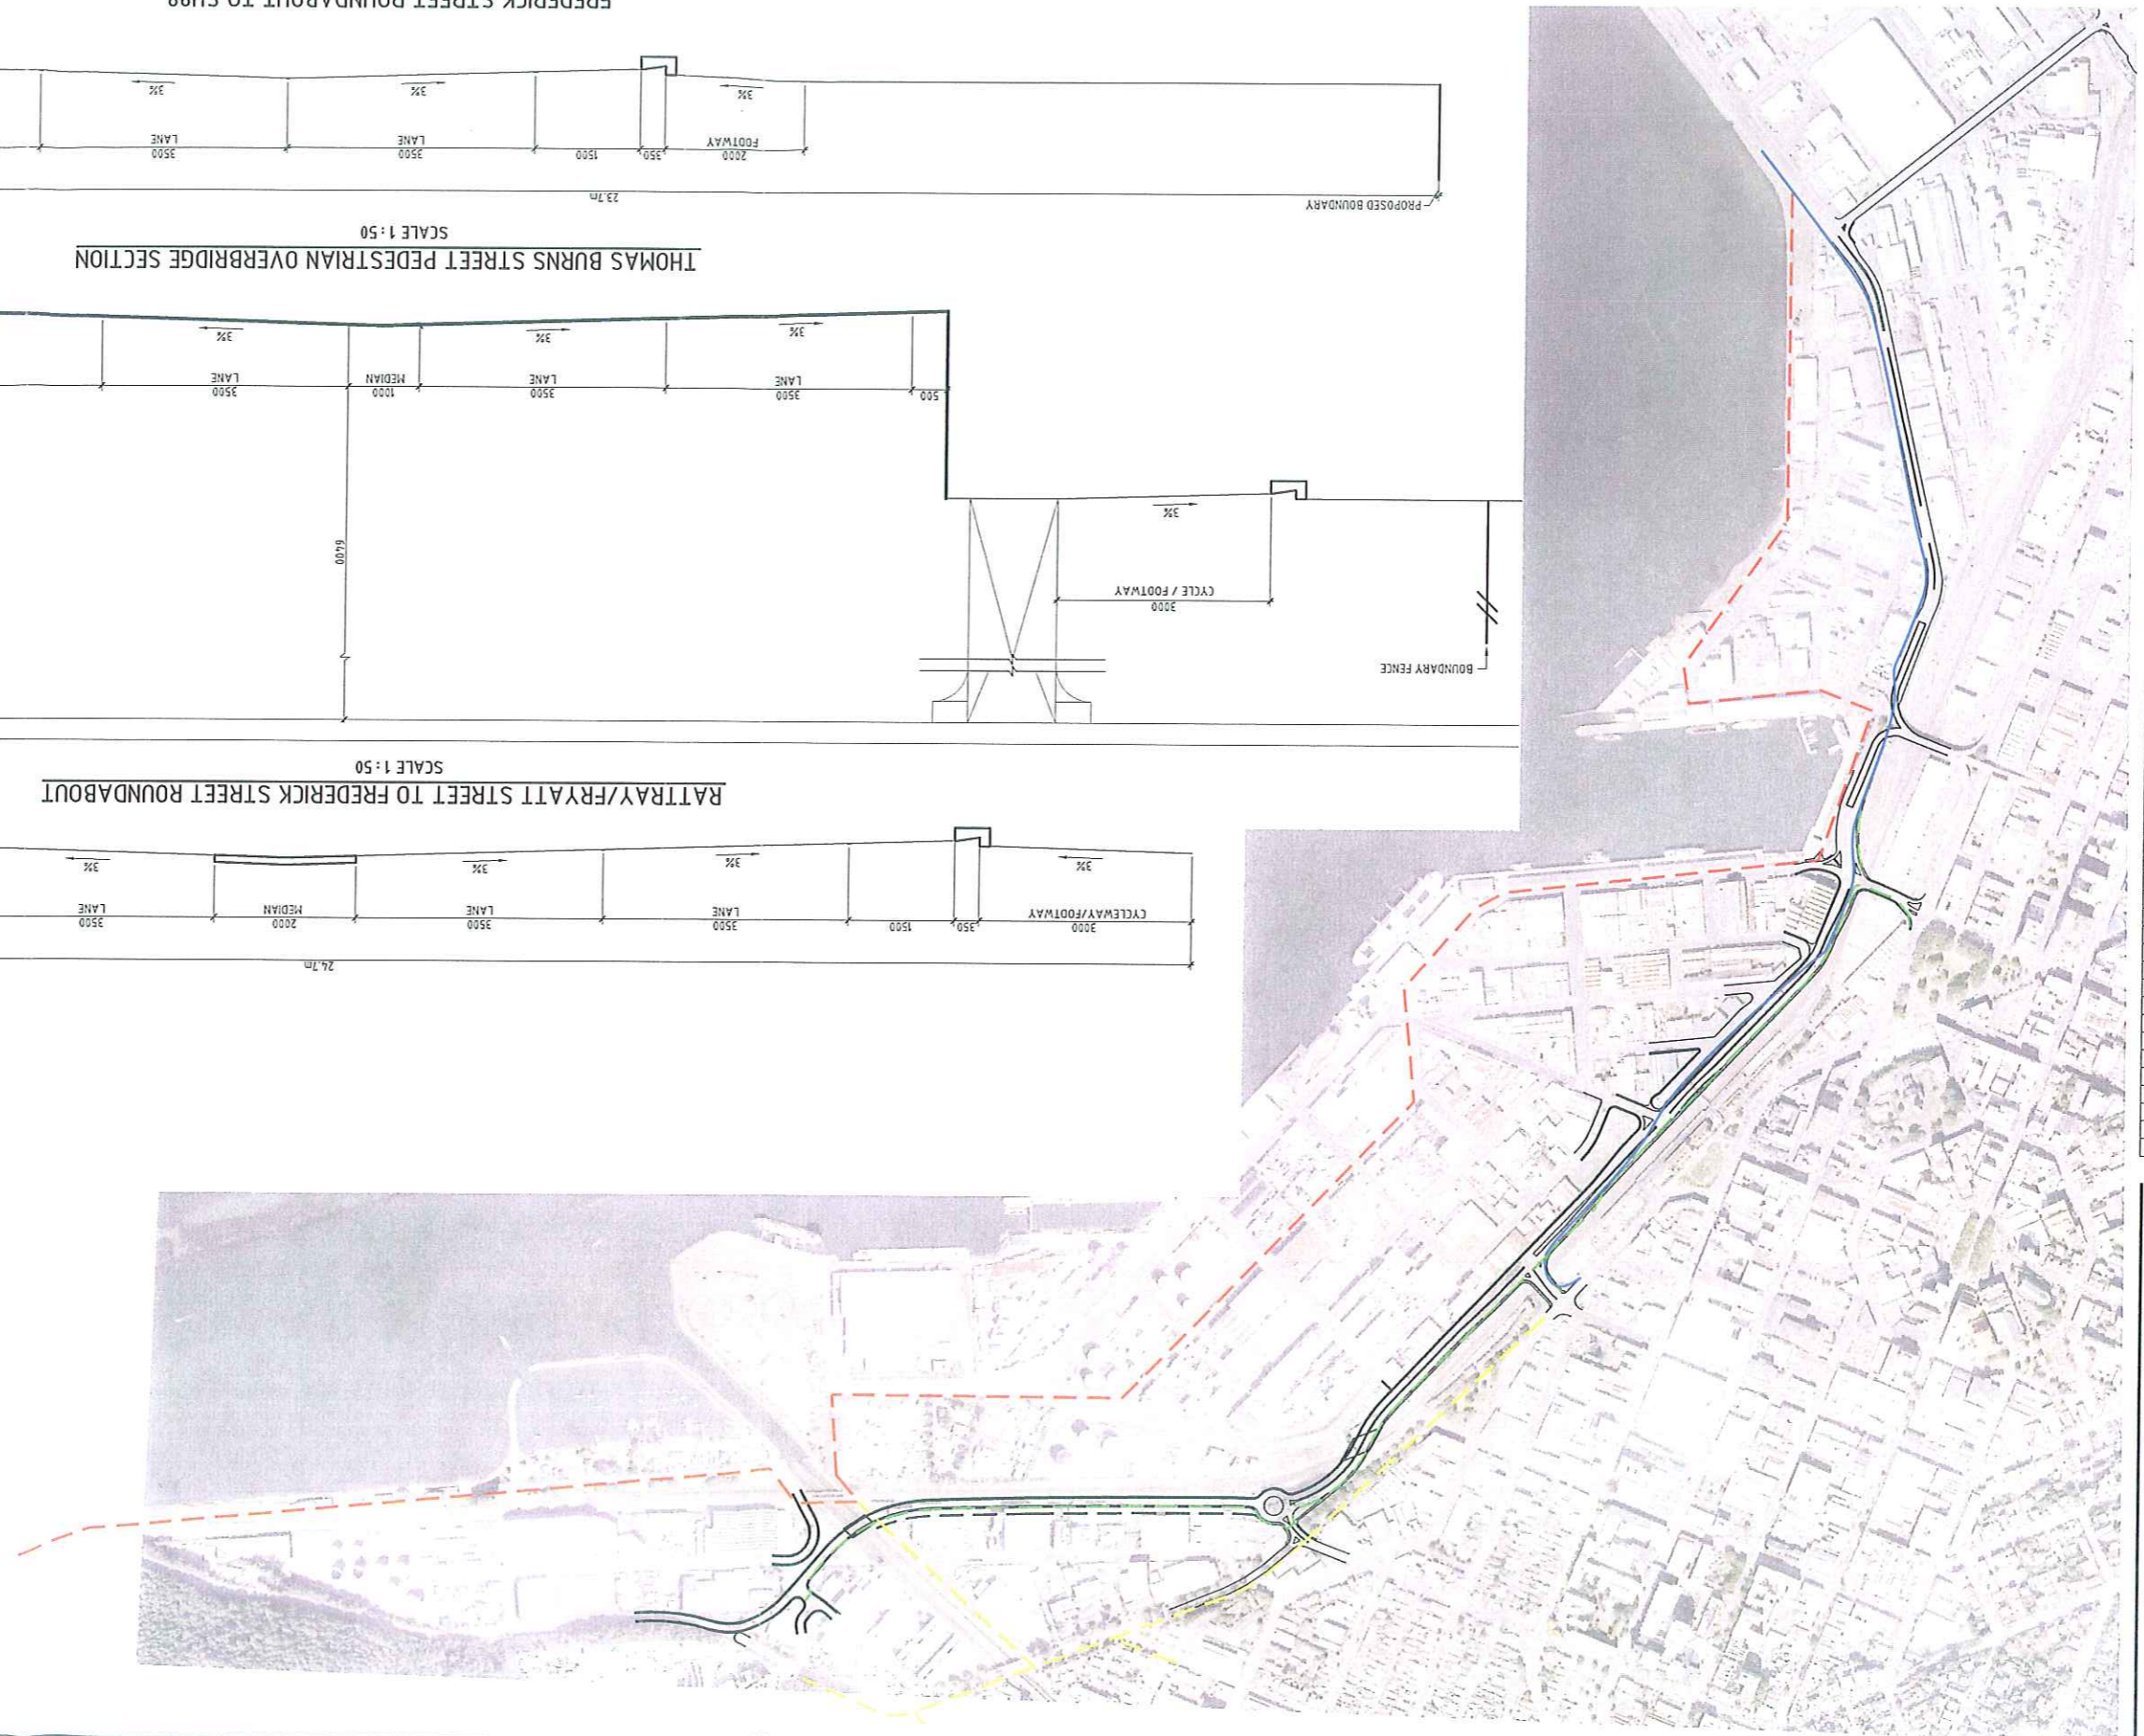 24.7m
3000 350 1500 3500 3500 2000 3500
CYCLEWAY/FOOTWAY LANE LANE MEDIAN LANE
3% 3% 3% 3%
RATTRAY/FRYATT STREET TO FREDERICK STREET ROUNDABOUT
SCALE 1:50
BOUNDARY FENCE
3000
CYCLE / FOOTWAY
6400
3%
500 3500 3500 1000 3500
LANE LANE MEDIAN LANE
3% 3% 3%
THOMAS BURNS STREET PEDESTRIAN OVERBRIDGE SECTION
SCALE 1:50
PROPOSED BOUNDARY
23.7m
2000 350 1500 3500 3500
FOOTWAY LANE LANE
3% 3% 3%
FREDERICK STREET ROUNDABOUT TO SH88